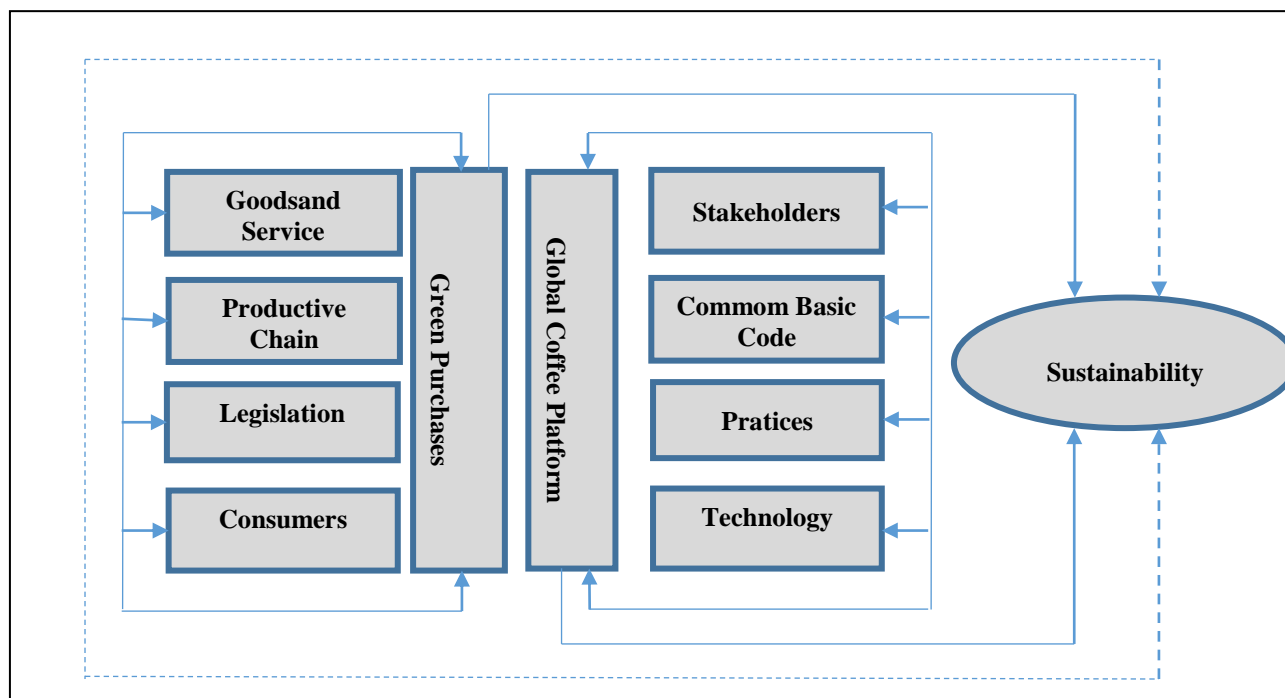 Goodsand
Service
Productive
Chain
Legislation
Consumers
Green Purchases
Global Coffee Platform
Stakeholders
Commom Basic
Code
Pratices
Technology
Sustainability